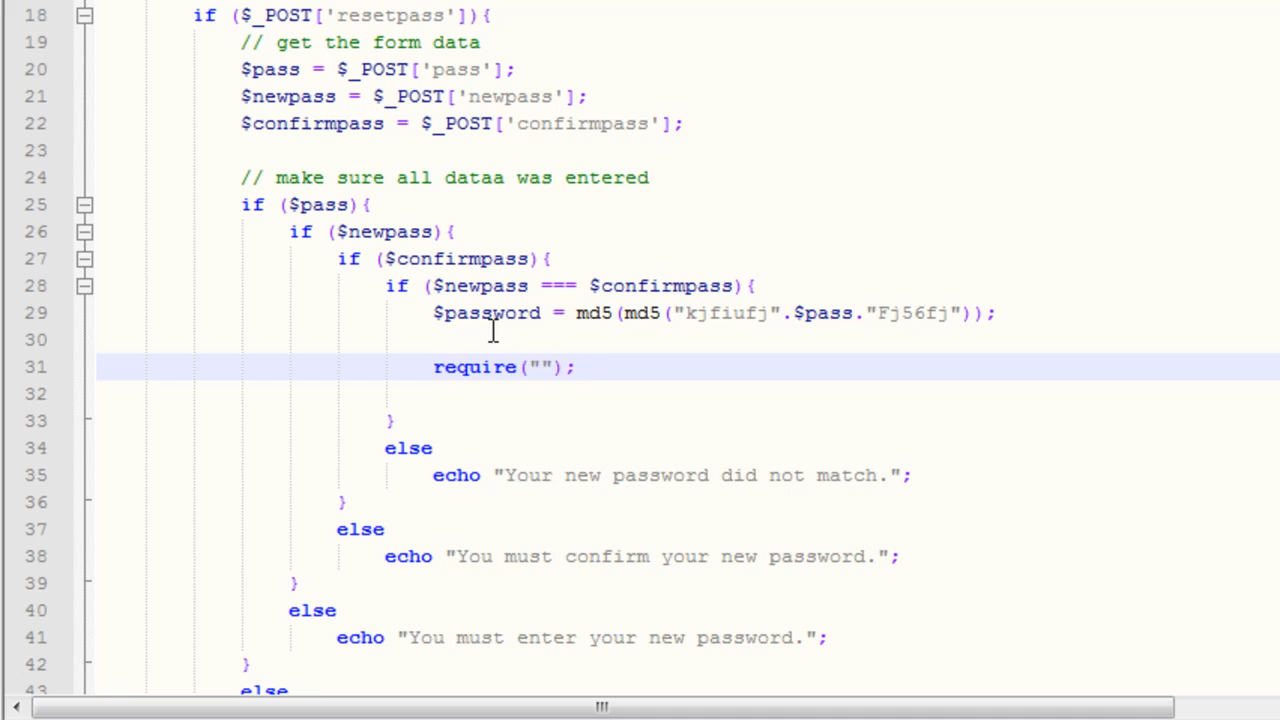 18 if ($_POST['resetpass']){
19 // get the form data
20 $pass = $_POST['pass'];
21 $newpass = $_POST['newpass'];
22 $confirmpass = $_POST['confirmpass'];
23
24 // make sure all dataa was entered
25 if ($pass){
26 if ($newpass){
27 if ($confirmpass){
28 if ($newpass === $confirmpass){
29 $password = md5(md5("kjfiufj".$pass."Fj56fj"));
30
31 require("");
32
33 }
34 else
35 echo "Your new password did not match.";
36 }
37 else
38 echo "You must confirm your new password.";
39 }
40 else
41 echo "You must enter your new password.";
42 }
43 else